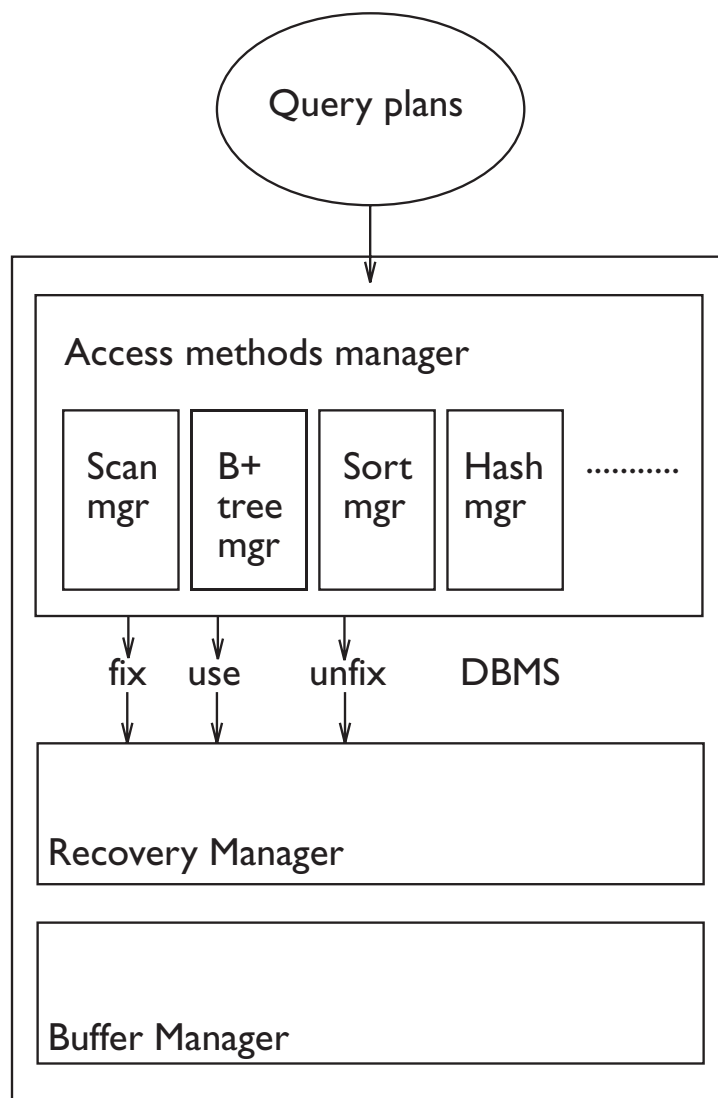 Query plans
Access methods manager
Scan
mgr
B+
tree
mgr
Sort
mgr
Hash
mgr
...........
fix
use
unfix
DBMS
Recovery Manager
Buffer Manager